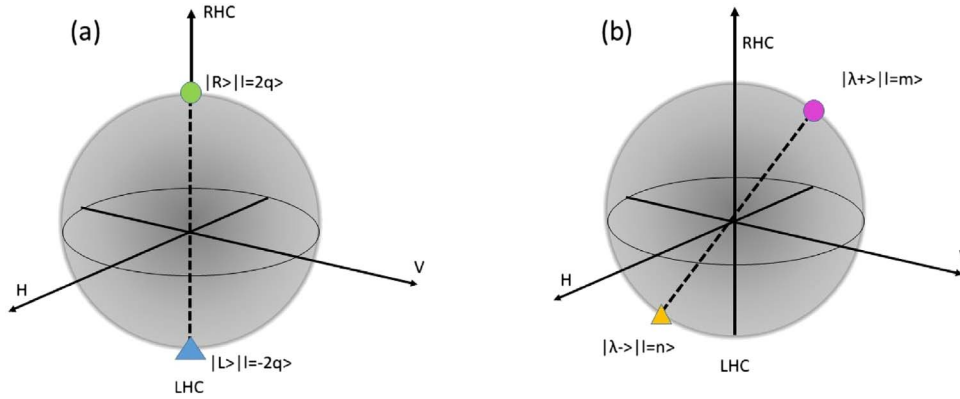 (a)
RHC
|R>|l=2q>
H
V
|L>|l=-2q>
LHC
(b)
RHC
|λ+>|l=m>
H
|λ->|l=n>
LHC